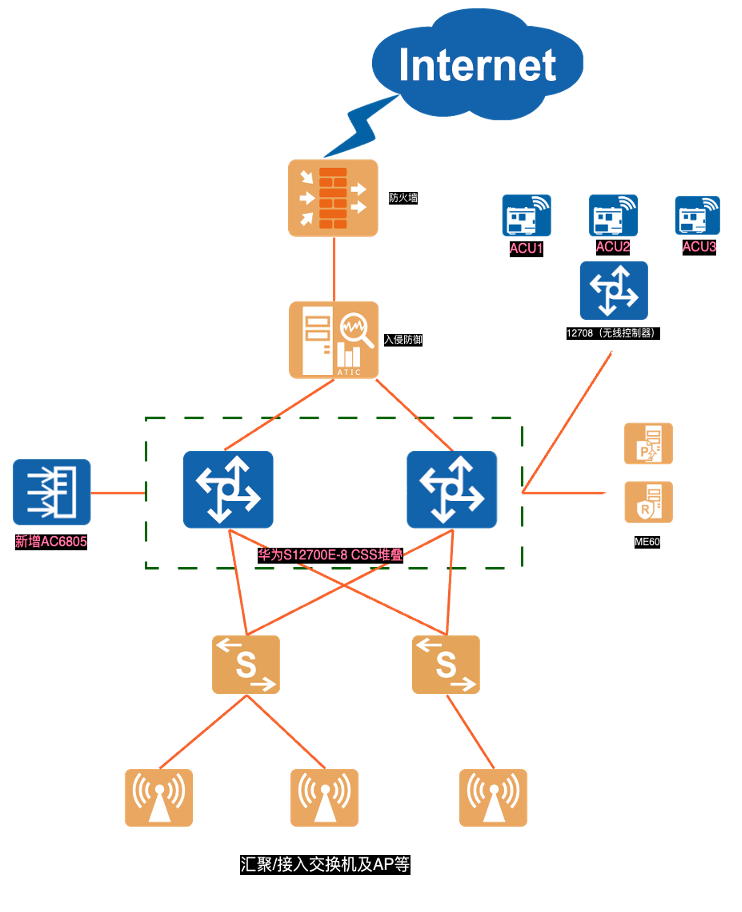 Internet
防火墙
ACU1
ACU2
ACU3
12708（无线控制器）
入侵防御
ATIC
P
R
ME60
新增AC6805
华为S12700E-8 CSS堆叠
S
S
汇聚/接入交换机及AP等